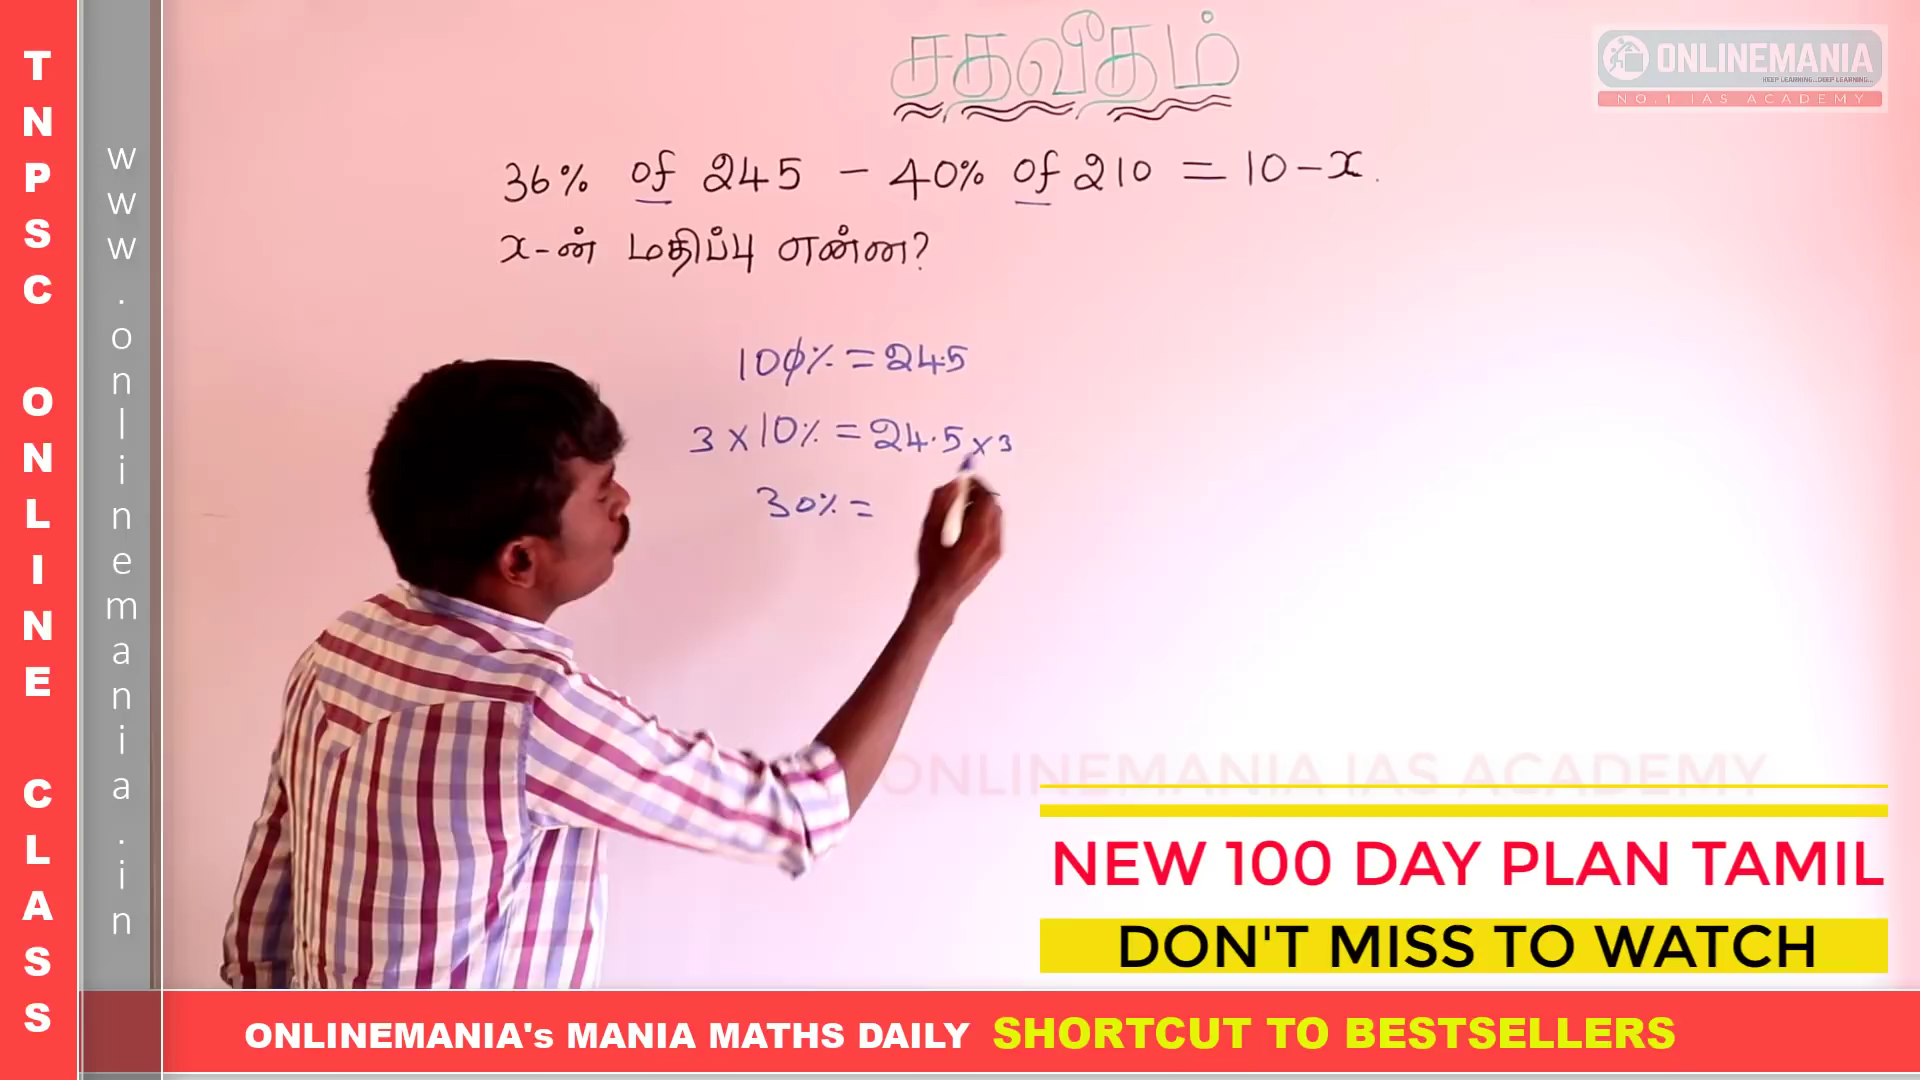 TNPSC ONLINE CLASS
www.onlinemania.in
சதவீதம்
ONLINEMANIA
KEEP LEARNING...DEEP LEARNING...
NO.1 IAS ACADEMY
36% of 245 - 40% of 210 = 10-x.
x-ன் மதிப்பு என்ன?
100% = 24.5
3 x 10% = 24.5 x 3
30% =
ONLINEMANIA IAS ACADEMY
NEW 100 DAY PLAN TAMIL
DON'T MISS TO WATCH
ONLINEMANIA's MANIA MATHS DAILY SHORTCUT TO BESTSELLERS